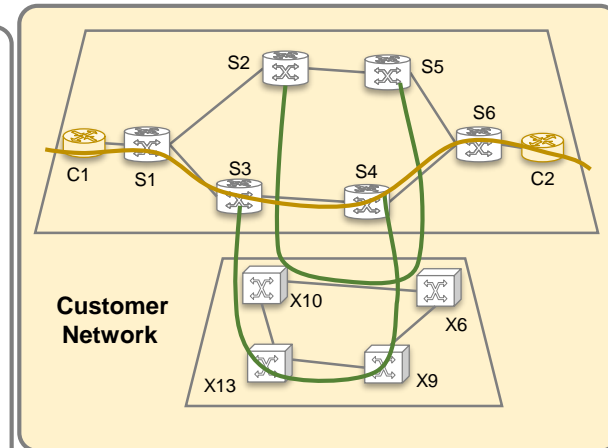 S2
S5
S6
C1
S1
S3
S4
C2
X10
Customer
Network
X6
X13
X9